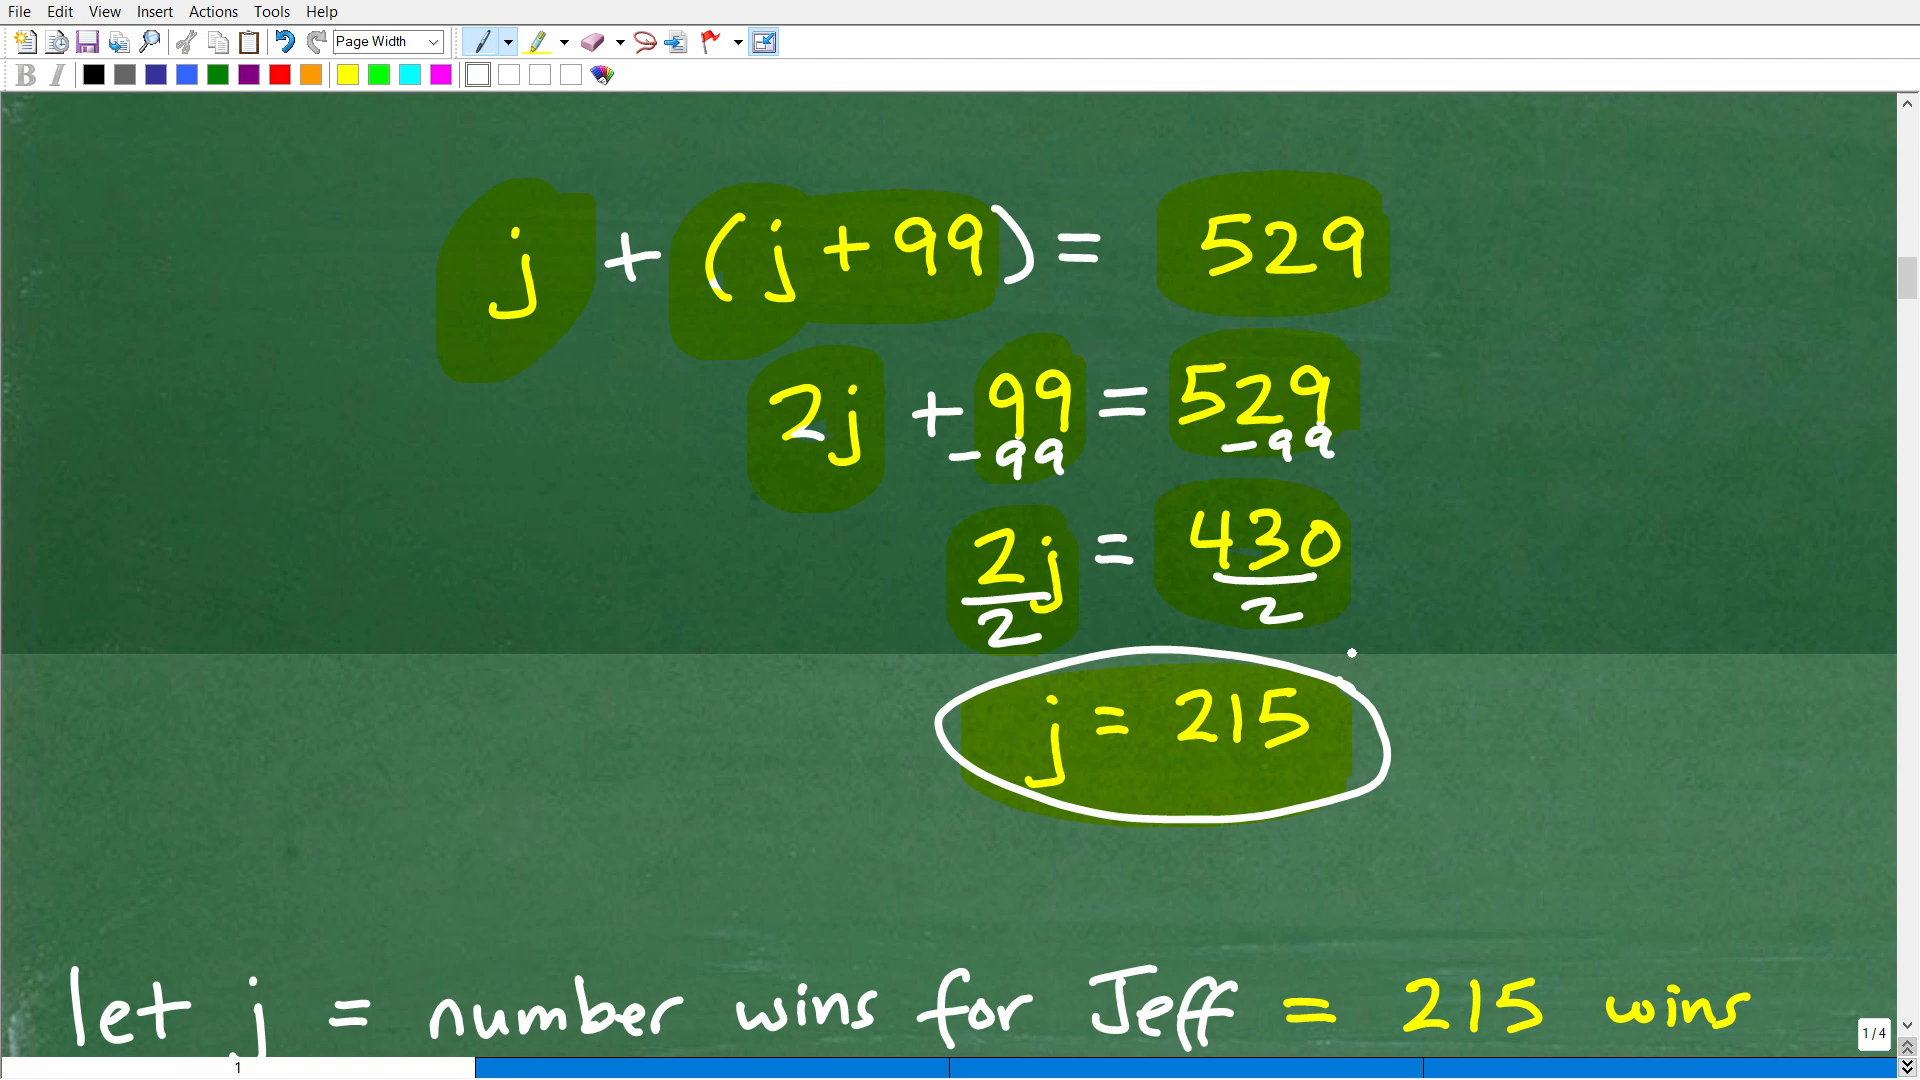 File Edit View Insert Actions Tools Help
Page Width
B I
j + (j + 99) = 529
2j + 99 = 529
-99 -99
2j = 430
2 2
j = 215
let j = number wins for Jeff = 215 wins
1 / 4
1